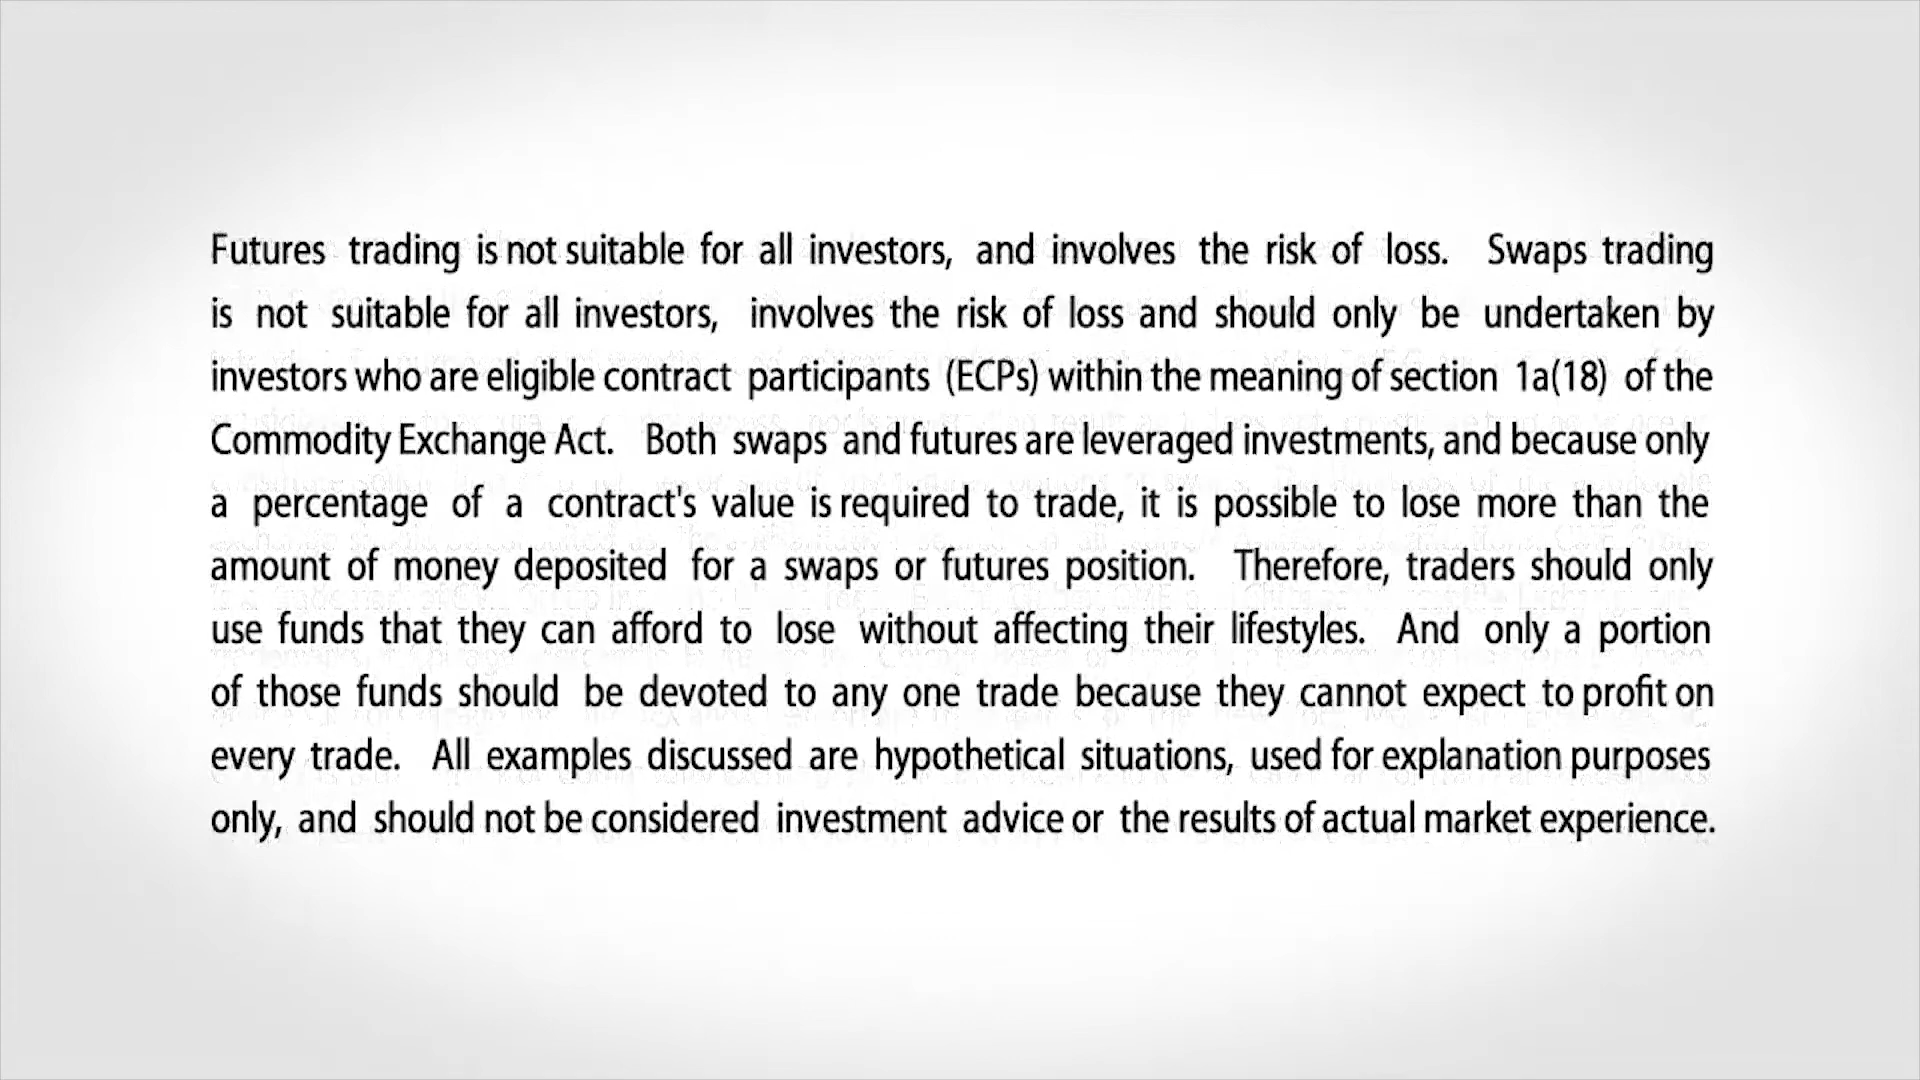 Futures trading is not suitable for all investors, and involves the risk of loss. Swaps trading
is not suitable for all investors, involves the risk of loss and should only be undertaken by
investors who are eligible contract participants (ECPs) within the meaning of section 1a(18) of the
Commodity Exchange Act. Both swaps and futures are leveraged investments, and because only
a percentage of a contract's value is required to trade, it is possible to lose more than the
amount of money deposited for a swaps or futures position. Therefore, traders should only
use funds that they can afford to lose without affecting their lifestyles. And only a portion
of those funds should be devoted to any one trade because they cannot expect to profit on
every trade. All examples discussed are hypothetical situations, used for explanation purposes
only, and should not be considered investment advice or the results of actual market experience.